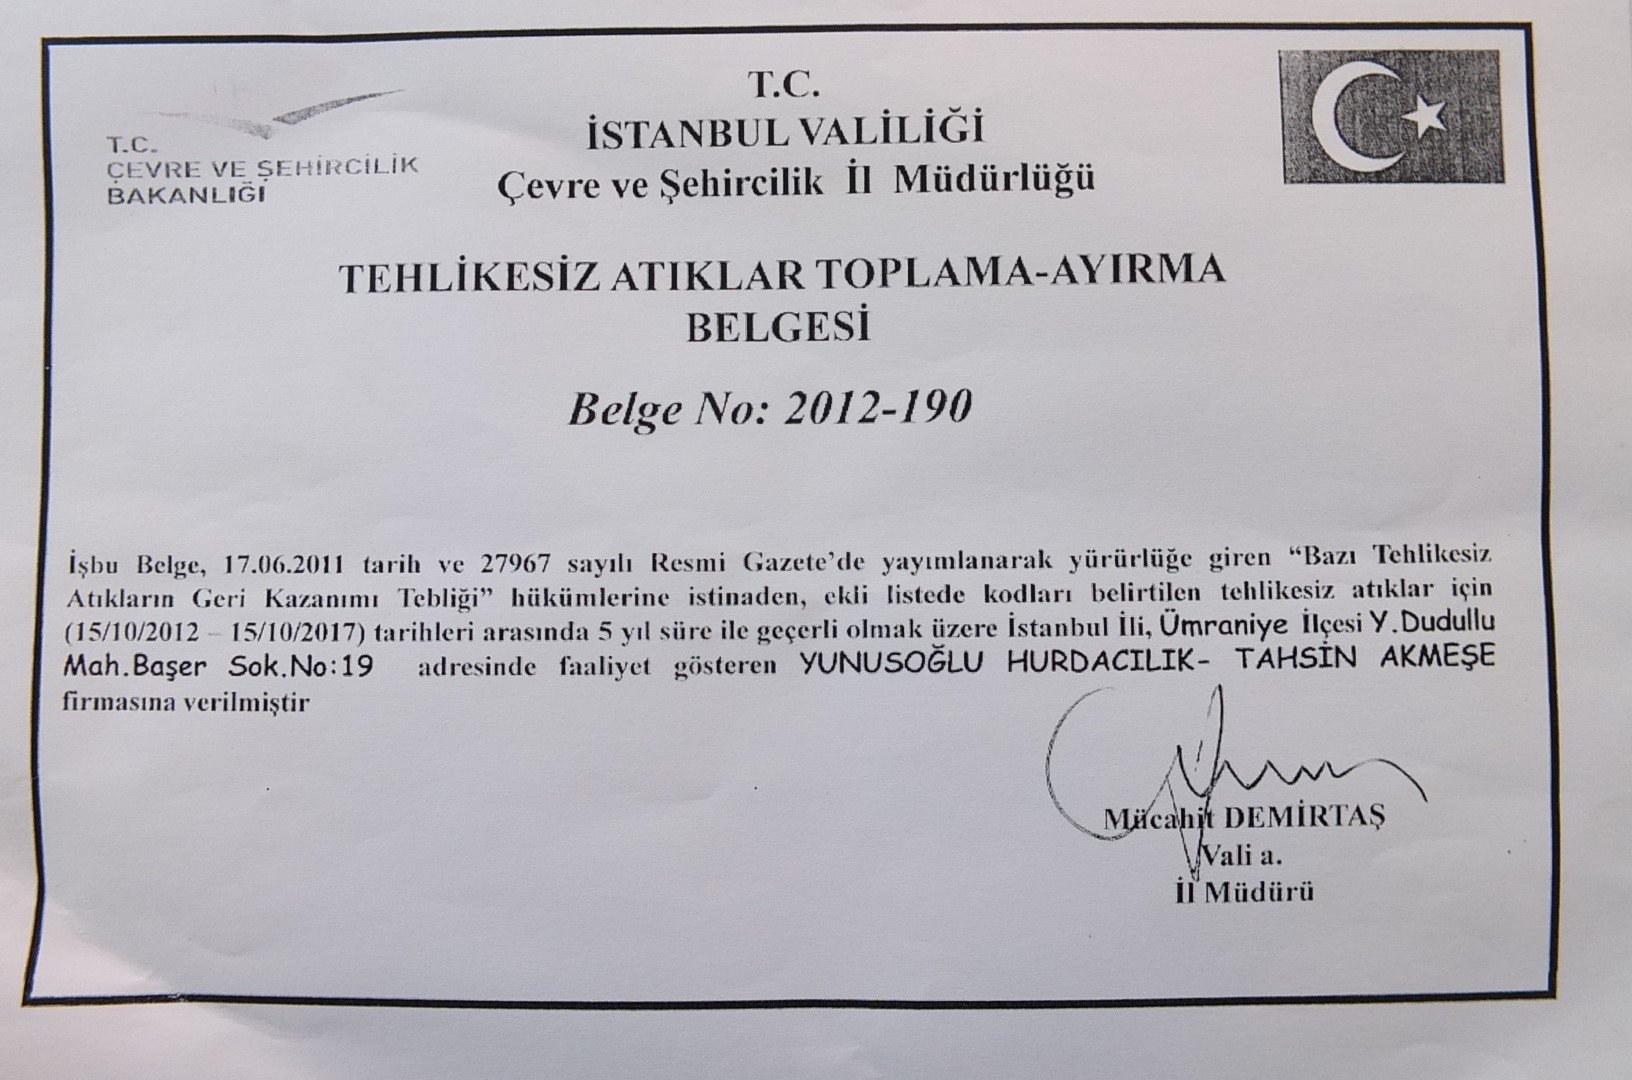 T.C.
ÇEVRE VE ŞEHİRCİLİK
BAKANLIĞI
T.C.
İSTANBUL VALİLİĞİ
Çevre ve Şehircilik İl Müdürlüğü
TEHLİKESİZ ATIKLAR TOPLAMA-AYIRMA
BELGESİ
Belge No: 2012-190
İşbu Belge, 17.06.2011 tarih ve 27967 sayılı Resmi Gazete’de yayımlanarak yürürlüğe giren “Bazı Tehlikesiz
Atıkların Geri Kazanımı Tebliği” hükümlerine istinaden, ekli listede kodları belirtilen tehlikesiz atıklar için
(15/10/2012 – 15/10/2017) tarihleri arasında 5 yıl süre ile geçerli olmak üzere İstanbul İli, Ümraniye İlçesi Y.Dudullu
Mah.Başer Sok.No:19 adresinde faaliyet gösteren YUNUSOĞLU HURDACILIK- TAHSİN AKMEŞE
firmasına verilmiştir
Mücahit DEMİRTAŞ
Vali a.
İl Müdürü